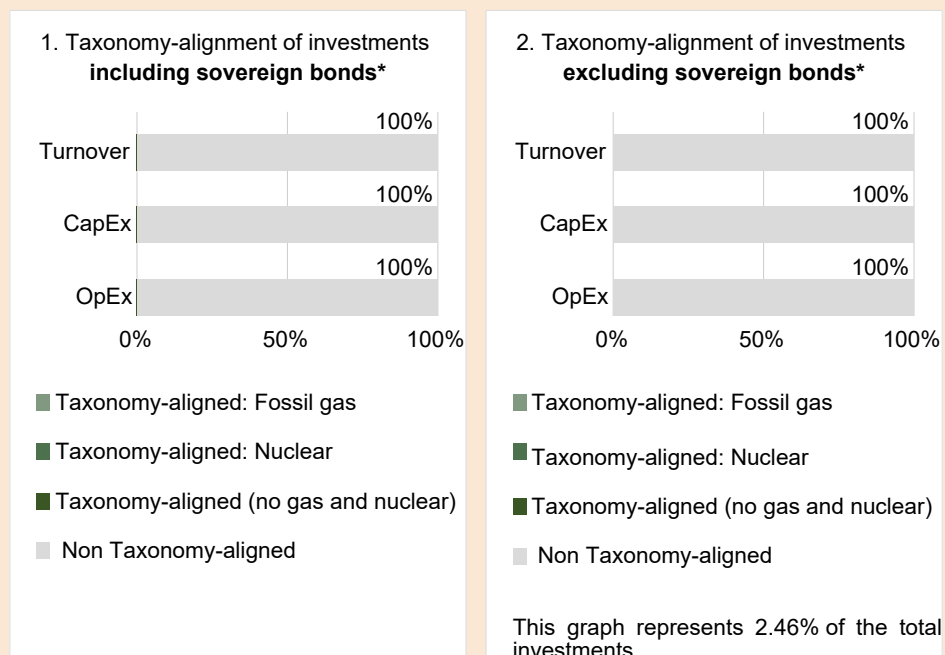 1. Taxonomy-alignment of investments
including sovereign bonds*
100%
Turnover
100%
CapEx
100%
OpEx
0% 50% 100%
Taxonomy-aligned: Fossil gas
Taxonomy-aligned: Nuclear
Taxonomy-aligned (no gas and nuclear)
Non Taxonomy-aligned
2. Taxonomy-alignment of investments
excluding sovereign bonds*
100%
Turnover
100%
CapEx
100%
OpEx
0% 50% 100%
Taxonomy-aligned: Fossil gas
Taxonomy-aligned: Nuclear
Taxonomy-aligned (no gas and nuclear)
Non Taxonomy-aligned
This graph represents 2.46% of the total
investments